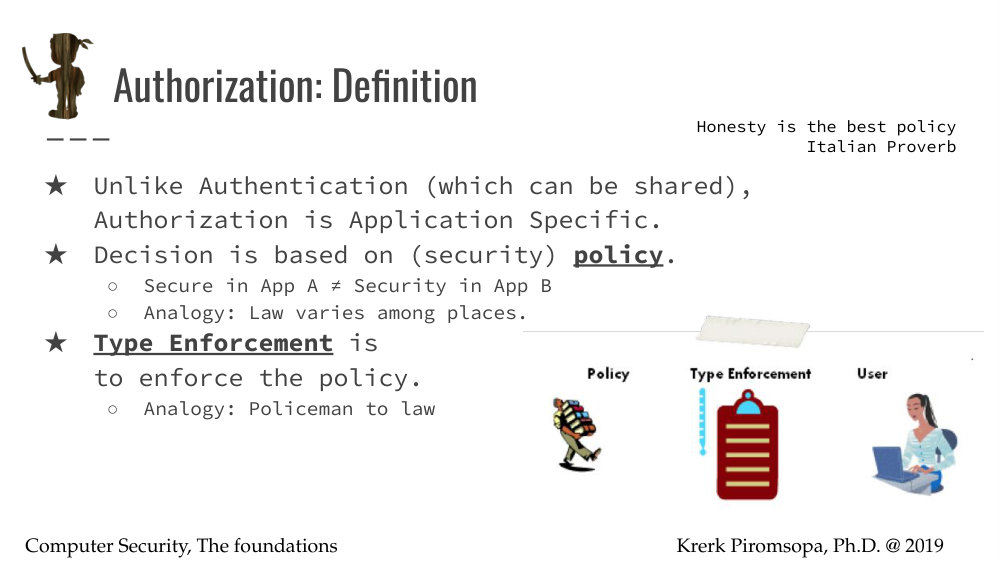 Authorization: Definition
Honesty is the best policy
Italian Proverb
★ Unlike Authentication (which can be shared),
Authorization is Application Specific.
★ Decision is based on (security) policy.
○ Secure in App A ≠ Security in App B
○ Analogy: Law varies among places.
★ Type Enforcement is
to enforce the policy.
○ Analogy: Policeman to law
Policy Type Enforcement User
Computer Security, The foundations
Krerk Piromsopa, Ph.D. @ 2019